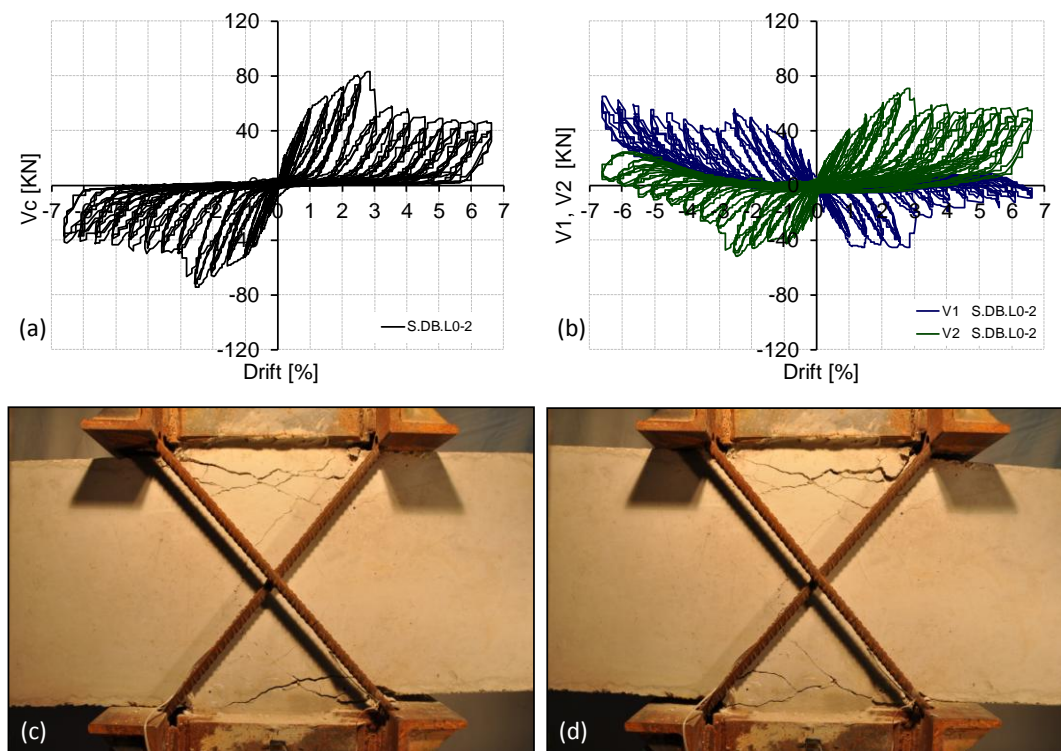 120
80
40
0
-7 -6 -5 -4 -3 -2 -1 0 1 2 3 4 5 6 7
-40
-80
-120
Vc [KN]
Drift [%]
S.DB.L0-2
(a)
120
80
40
0
-7 -6 -5 -4 -3 -2 -1 0 1 2 3 4 5 6 7
-40
-80
-120
V1, V2 [KN]
Drift [%]
V1 S.DB.L0-2
V2 S.DB.L0-2
(b)
(c)
(d)